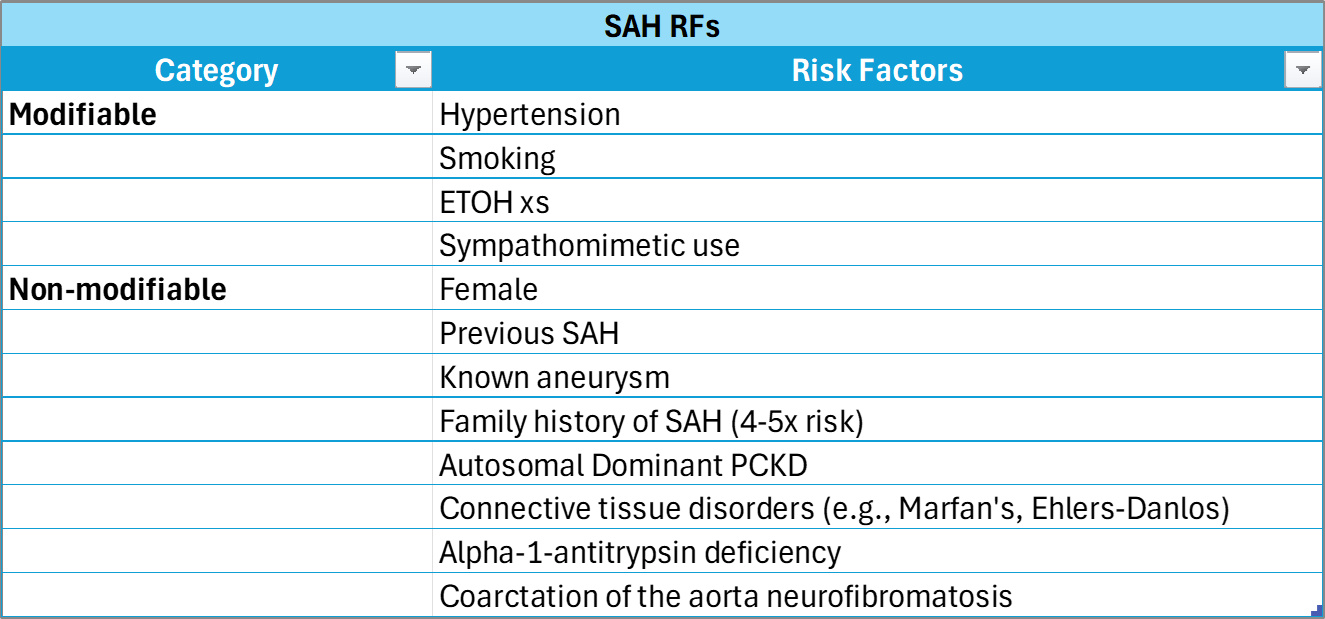 SAH RFs
Category Risk Factors
Modifiable Hypertension
Smoking
ETOH xs
Sympathomimetic use
Non-modifiable Female
Previous SAH
Known aneurysm
Family history of SAH (4-5x risk)
Autosomal Dominant PCKD
Connective tissue disorders (e.g., Marfan's, Ehlers-Danlos)
Alpha-1-antitrypsin deficiency
Coarctation of the aorta neurofibromatosis